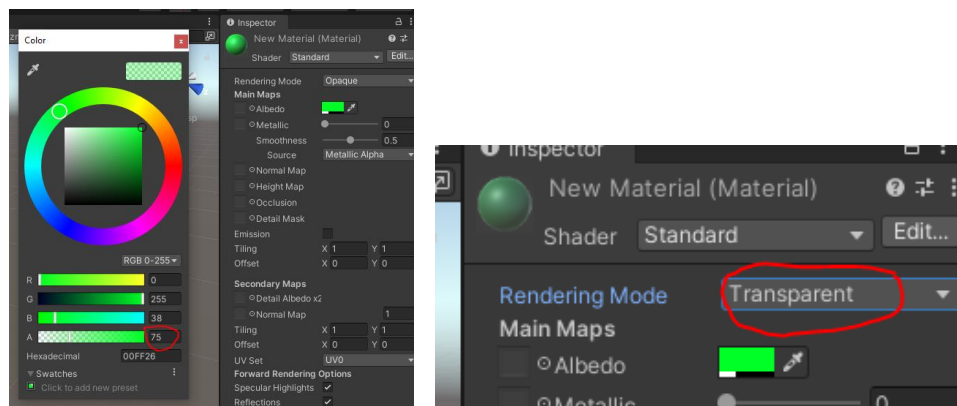 Color
RGB 0-255
R 0
G 255
B 38
A 75
Hexadecimal 00FF26
Swatches
Click to add new preset
Inspector
New Material (Material)
Shader Standard Edit...
Rendering Mode Opaque
Main Maps
Albedo
Metallic 0
Smoothness 0.5
Source Metallic Alpha
Normal Map
Height Map
Occlusion
Detail Mask
Emission
Tiling X 1 Y 1
Offset X 0 Y 0
Secondary Maps
Detail Albedo x2
Normal Map 1
Tiling X 1 Y 1
Offset X 0 Y 0
UV Set UV0
Forward Rendering Options
Specular Highlights
Reflections
Inspector
New Material (Material)
Shader Standard Edit...
Rendering Mode Transparent
Main Maps
Albedo
Metallic 0